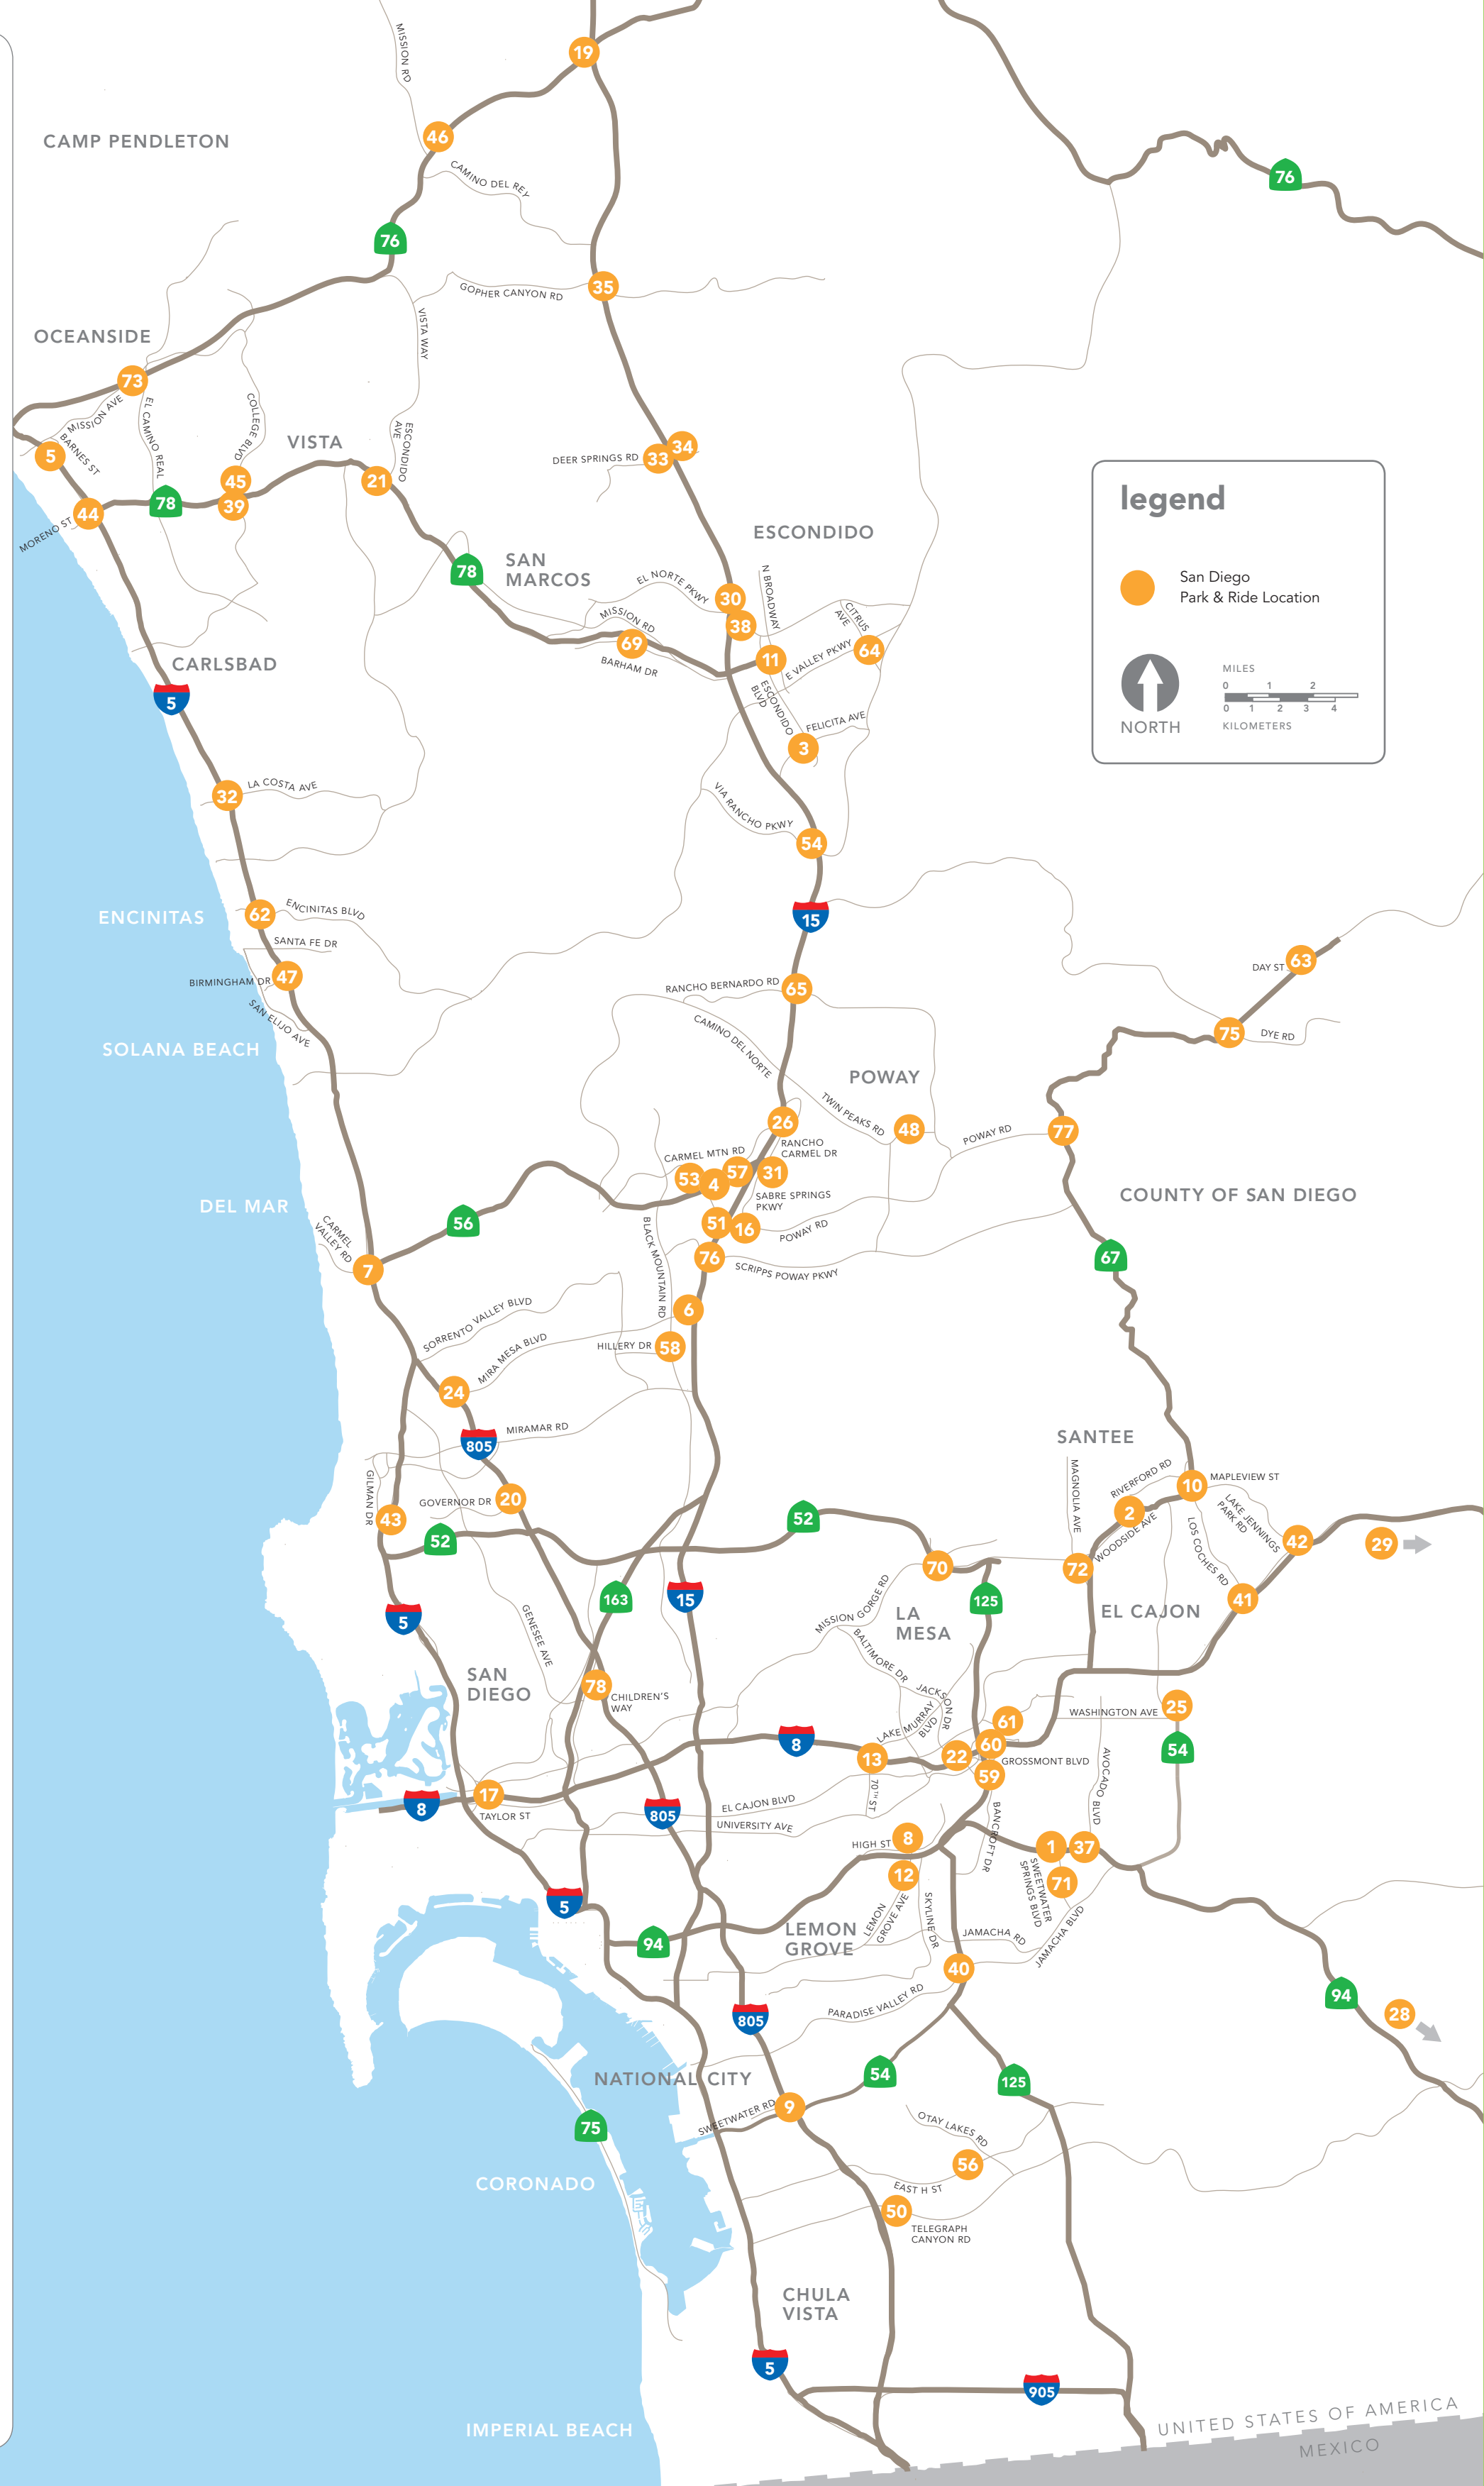 MISSION RD
19
46
CAMP PENDLETON
CAMINO DEL REY
76
76
35
GOPHER CANYON RD
VISTA WAY
OCEANSIDE
73
MISSION AVE
EL CAMINO REAL
COLLEGE BLVD
VISTA
ESCONDIDO
AVE
34
33
DEER SPRINGS RD
5
BARNES ST
45
21
78
39
44
MORENO ST
legend
San Diego
Park & Ride Location
NORTH
MILES
0 1 2
0 1 2 3 4
KILOMETERS
ESCONDIDO
SAN
MARCOS
78
EL NORTE PKWY
30
N BROADWAY
CITRUS
AVE
MISSION RD
38
69
11
64
E VALLEY PKWY
BARHAM DR
CARLSBAD
5
ESCONDIDO
BLVD
FELICITA AVE
3
32
LA COSTA AVE
VIA RANCHO PKWY
54
ENCINITAS
62
ENCINITAS BLVD
15
SANTA FE DR
47
BIRMINGHAM DR
SAN ELIJO AVE
SOLANA BEACH
RANCHO BERNARDO RD
65
DAY ST
63
75
DYE RD
CAMINO DEL NORTE
POWAY
TWIN PEAKS RD
26
48
POWAY RD
77
RANCHO
CARMEL DR
CARMEL MTN RD
53
4
57
31
SABRE SPRINGS
PKWY
COUNTY OF SAN DIEGO
DEL MAR
56
CARMEL
VALLEY RD
7
51
16
POWAY RD
76
SCRIPPS POWAY PKWY
67
BLACK MOUNTAIN RD
6
SORRENTO VALLEY BLVD
MIRA MESA BLVD
HILLERY DR
58
24
MIRAMAR RD
805
SANTEE
GILMAN DR
GOVERNOR DR
20
43
52
52
MAGNOLIA AVE
RIVERFORD RD
10
MAPLEVIEW ST
2
WOODSIDE AVE
LAKE JENNINGS
PARK RD
LOS COCHES RD
42
29
70
72
41
163
15
125
5
MISSION GORGE RD
LA
MESA
EL CAJON
GENESEE AVE
BALTIMORE DR
SAN
DIEGO
78
CHILDREN'S
WAY
JACKSON DR
LAKE MURRAY
BLVD
61
WASHINGTON AVE
25
8
13
22
60
GROSSMONT BLVD
54
59
AVOCADO BLVD
17
8
TAYLOR ST
805
EL CAJON BLVD
70TH ST
UNIVERSITY AVE
BANCROFT DR
HIGH ST
8
1
37
12
71
SWEETWATER
SPRINGS BLVD
5
LEMON
GROVE AVE
SKYLINE DR
94
LEMON
GROVE
JAMACHA RD
JAMACHA BLVD
40
94
28
PARADISE VALLEY RD
805
NATIONAL CITY
54
125
75
SWEETWATER RD
9
OTAY LAKES RD
CORONADO
56
EAST H ST
50
TELEGRAPH
CANYON RD
CHULA
VISTA
5
905
IMPERIAL BEACH
UNITED STATES OF AMERICA
MEXICO